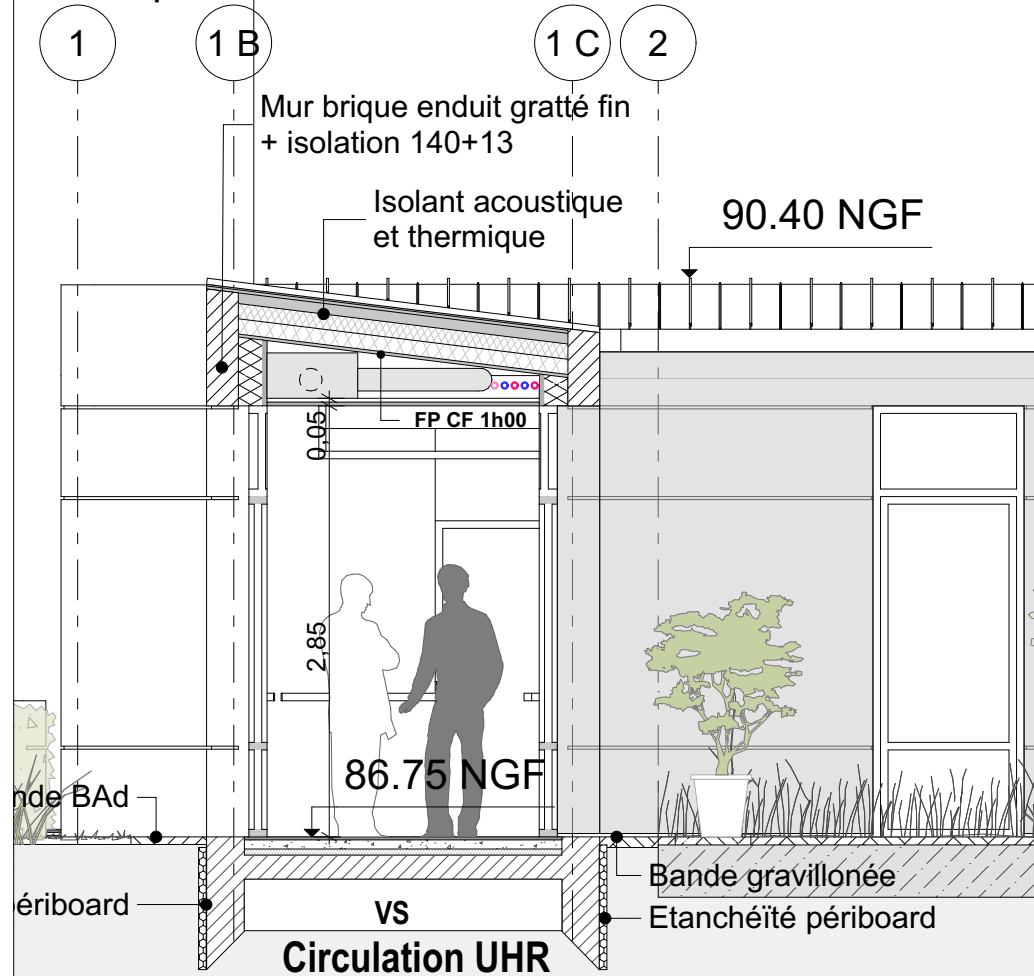 1
1 B
1 C
2
Mur brique enduit gratté fin
+ isolation 140+13
Isolant acoustique
et thermique
90.40 NGF
FP CF 1h00
0,05
2,85
86.75 NGF
nde BAd
Bande gravillonée
ériboard
Etanchéïté périboard
VS
Circulation UHR